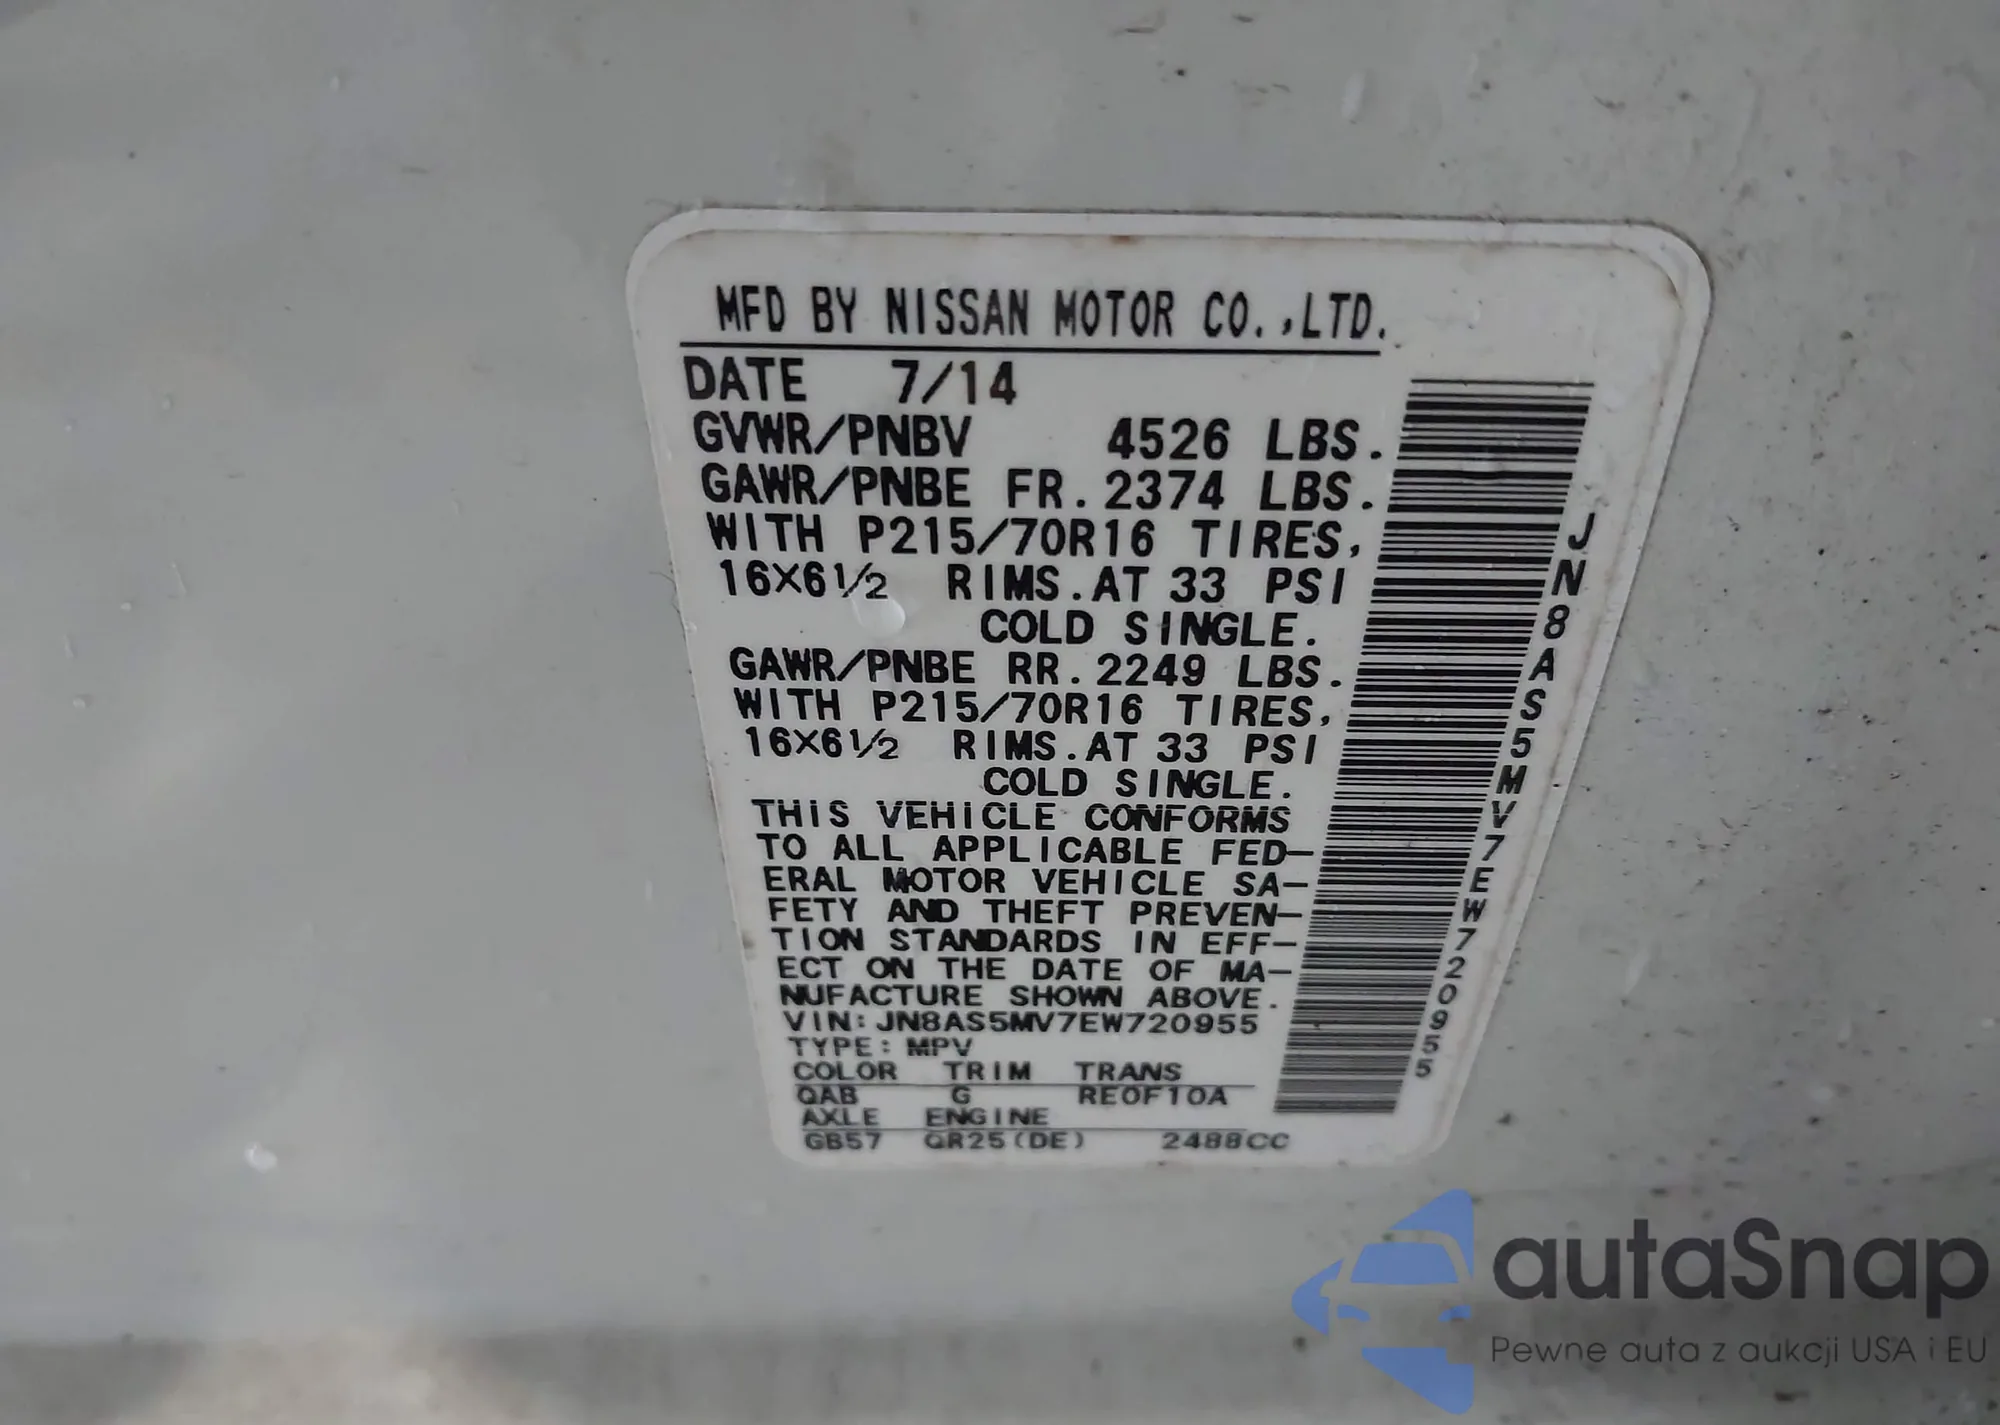 MFD BY NISSAN MOTOR CO.,LTD.
DATE 7/14
GVWR/PNBV 4526 LBS.
GAWR/PNBE FR.2374 LBS.
WITH P215/70R16 TIRES,
16X6½ RIMS.AT 33 PSI
COLD SINGLE.
GAWR/PNBE RR.2249 LBS.
WITH P215/70R16 TIRES,
16X6½ RIMS.AT 33 PSI
COLD SINGLE.
THIS VEHICLE CONFORMS
TO ALL APPLICABLE FED-
ERAL MOTOR VEHICLE SA-
FETY AND THEFT PREVEN-
TION STANDARDS IN EFF-
ECT ON THE DATE OF MA-
NUFACTURE SHOWN ABOVE.
VIN:JN8AS5MV7EW720955
TYPE:MPV
COLOR TRIM TRANS
QAB G RE0F10A
AXLE ENGINE
GB57 QR25(DE) 2488CC
JN8AS5MV7EW720955
autaSnap
Pewne auta z aukcji USA i EU